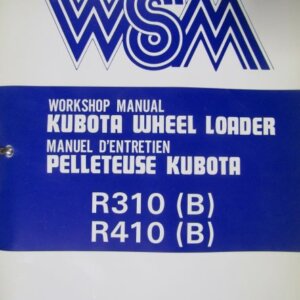 WSM
WORKSHOP MANUAL
KUBOTA WHEEL LOADER
MANUEL D'ENTRETIEN
PELLETEUSE KUBOTA
R310 (B)
R410 (B)